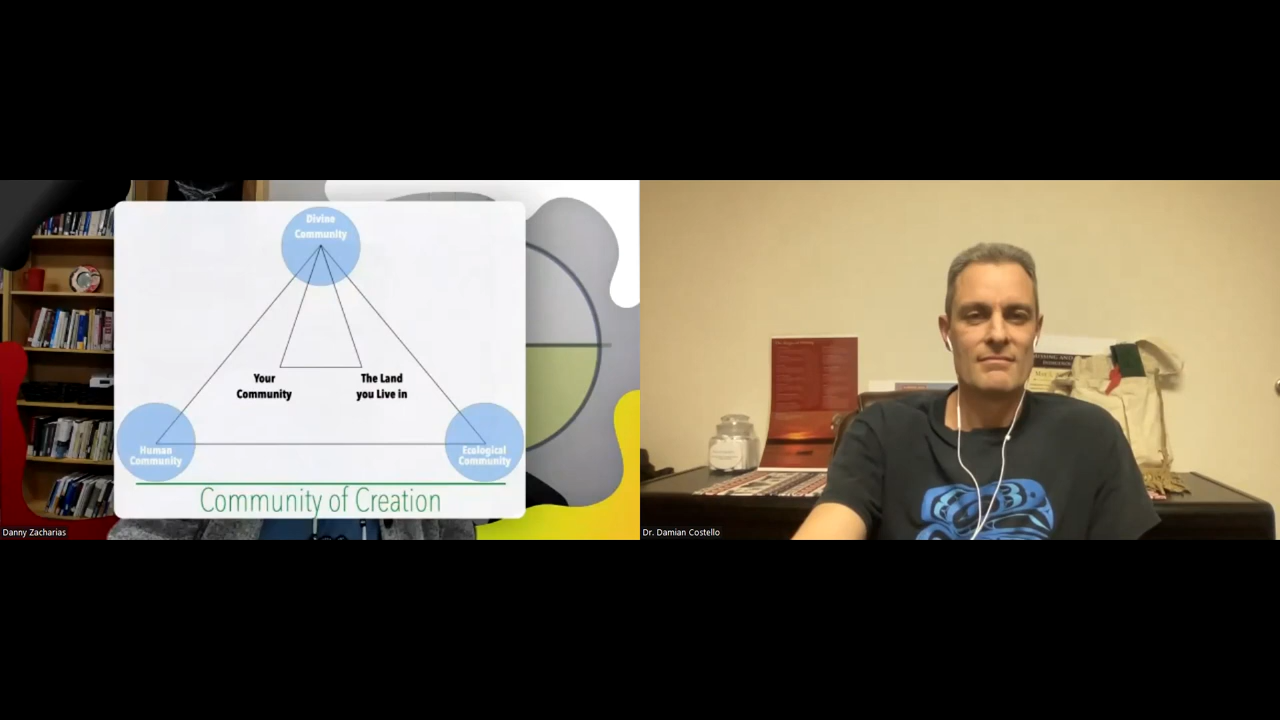 Divine
Community
Your
Community
The Land
you Live in
Human
Community
Ecological
Community
Community of Creation
Danny Zacharias
Dr. Damian Costello